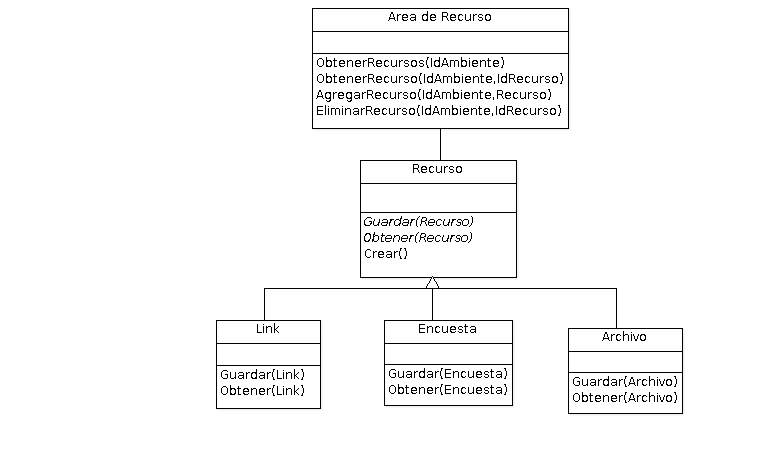 Area de Recurso
ObtenerRecursos(IdAmbiente)
ObtenerRecurso(IdAmbiente,IdRecurso)
AgregarRecurso(IdAmbiente,Recurso)
EliminarRecurso(IdAmbiente,IdRecurso)
Recurso
Guardar(Recurso)
Obtener(Recurso)
Crear()
Link
Guardar(Link)
Obtener(Link)
Encuesta
Guardar(Encuesta)
Obtener(Encuesta)
Archivo
Guardar(Archivo)
Obtener(Archivo)